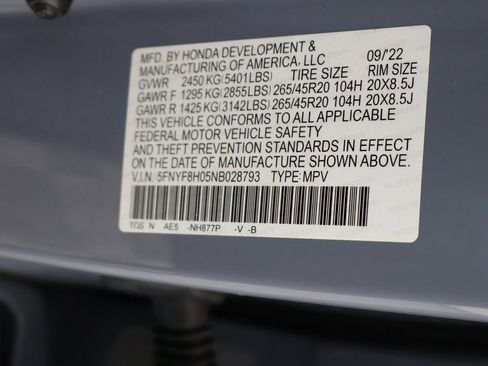 MFD. BY HONDA DEVELOPMENT & 09/'22
MANUFACTURING OF AMERICA, LLC
GVWR 2450 KG(5401LBS) TIRE SIZE RIM SIZE
GAWR F 1295 KG(2855LBS) 265/45R20 104H 20X8.5J
GAWR R 1425 KG(3142LBS) 265/45R20 104H 20X8.5J
THIS VEHICLE CONFORMS TO ALL APPLICABLE
FEDERAL MOTOR VEHICLE SAFETY
STANDARDS IN EFFECT
ON THE DATE OF MANUFACTURE SHOWN ABOVE.
V.I.N.: 5FNYF8H05NB028793 TYPE: MPV
TGS N AE5 -NH877P -V -B